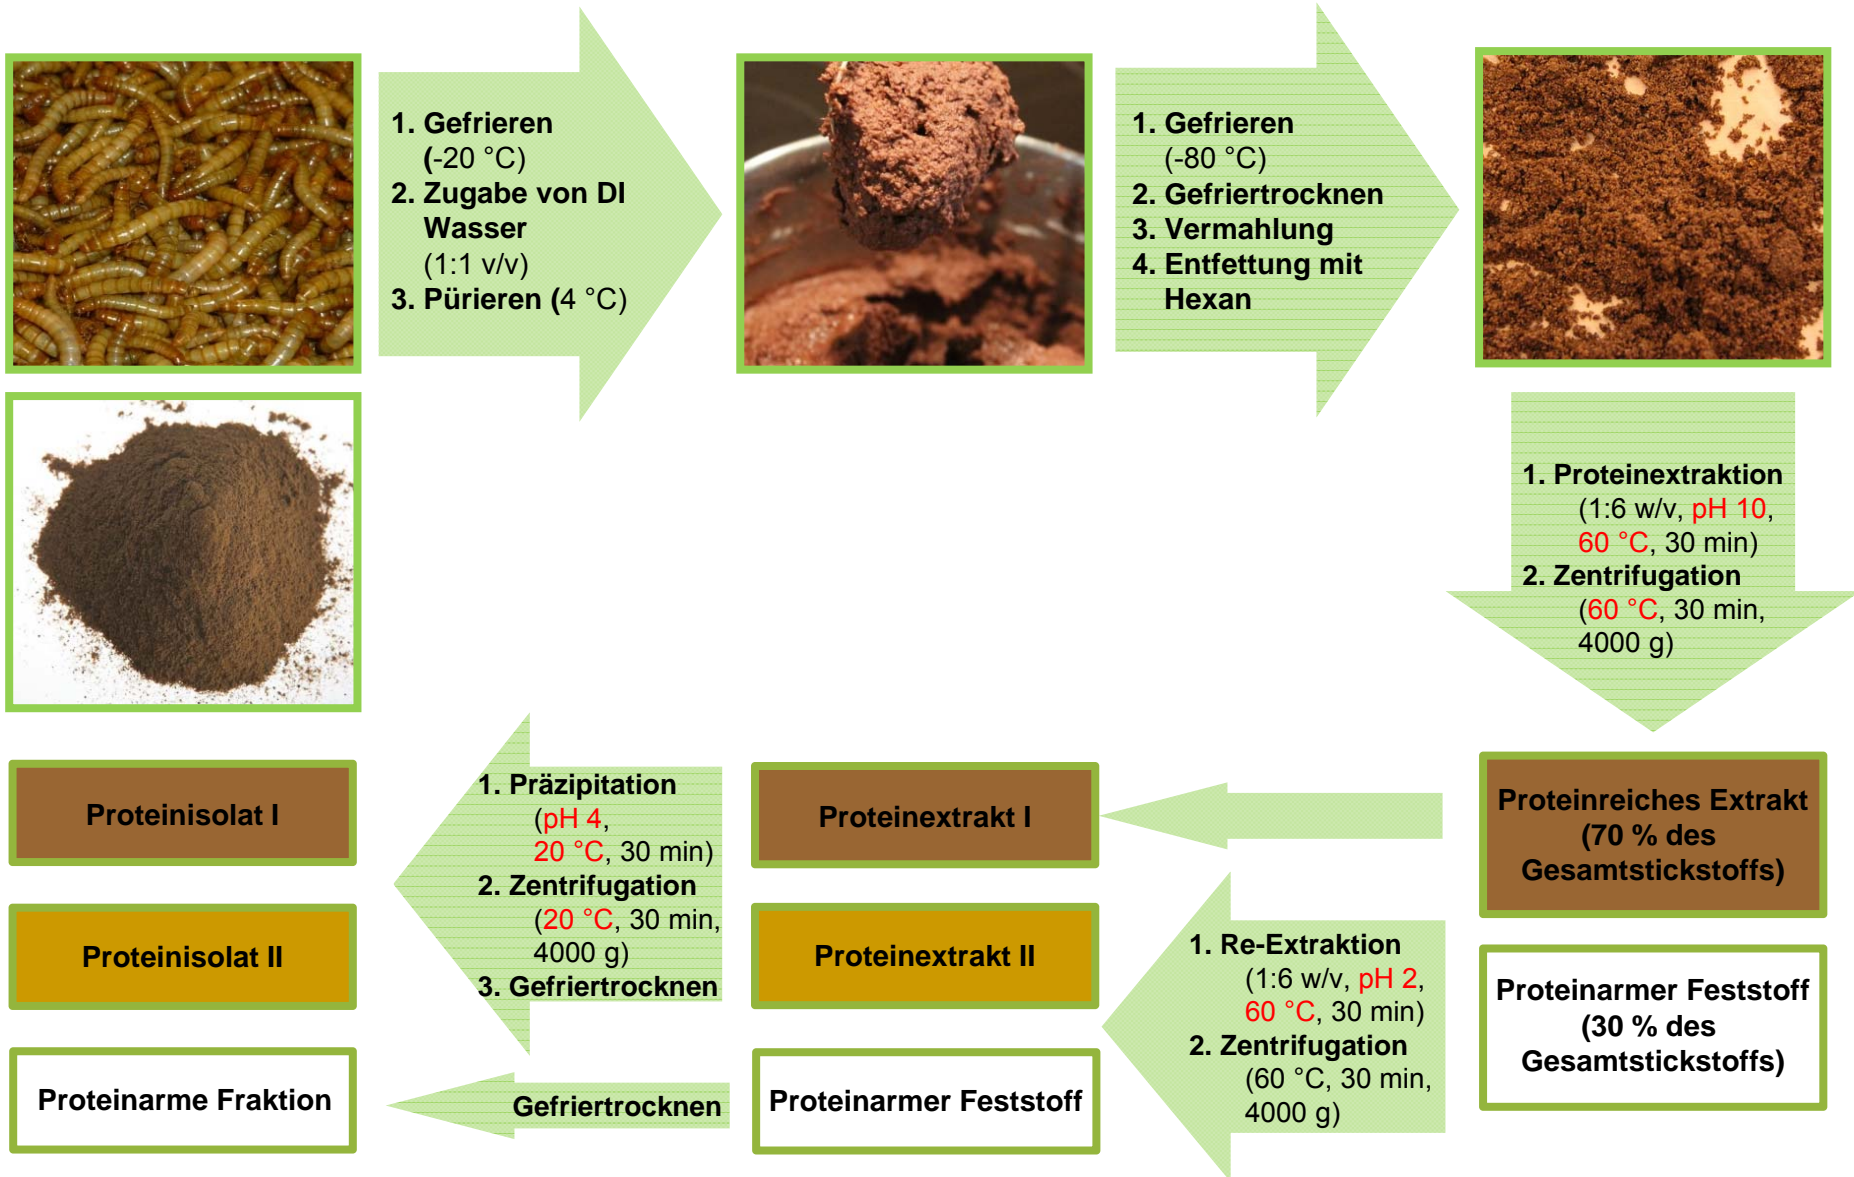 1. Gefrieren
(-20 °C)
2. Zugabe von DI
Wasser
(1:1 v/v)
3. Pürieren (4 °C)
1. Gefrieren
(-80 °C)
2. Gefriertrocknen
3. Vermahlung
4. Entfettung mit
Hexan
1. Proteinextraktion
(1:6 w/v, pH 10,
60 °C, 30 min)
2. Zentrifugation
(60 °C, 30 min,
4000 g)
Proteinreiches Extrakt
(70 % des
Gesamtstickstoffs)
Proteinarmer Feststoff
(30 % des
Gesamtstickstoffs)
1. Re-Extraktion
(1:6 w/v, pH 2,
60 °C, 30 min)
2. Zentrifugation
(60 °C, 30 min,
4000 g)
Proteinextrakt I
Proteinextrakt II
Proteinarmer Feststoff
1. Präzipitation
(pH 4,
20 °C, 30 min)
2. Zentrifugation
(20 °C, 30 min,
4000 g)
3. Gefriertrocknen
Gefriertrocknen
Proteinisolat I
Proteinisolat II
Proteinarme Fraktion